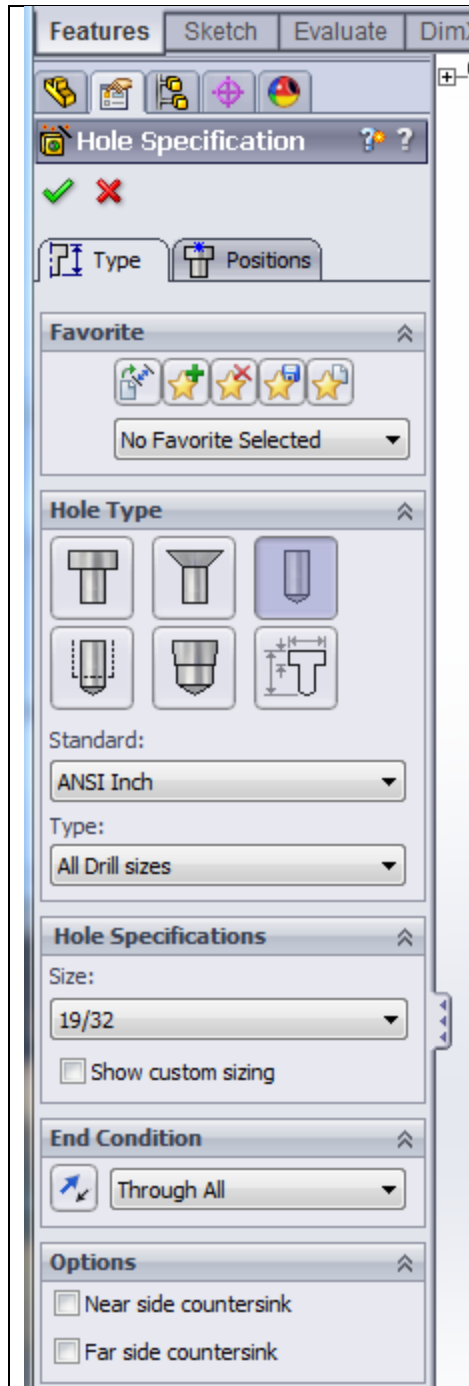 Features Sketch Evaluate DimX
Hole Specification ? ?
Type Positions
Favorite
No Favorite Selected
Hole Type
Standard:
ANSI Inch
Type:
All Drill sizes
Hole Specifications
Size:
19/32
Show custom sizing
End Condition
Through All
Options
Near side countersink
Far side countersink